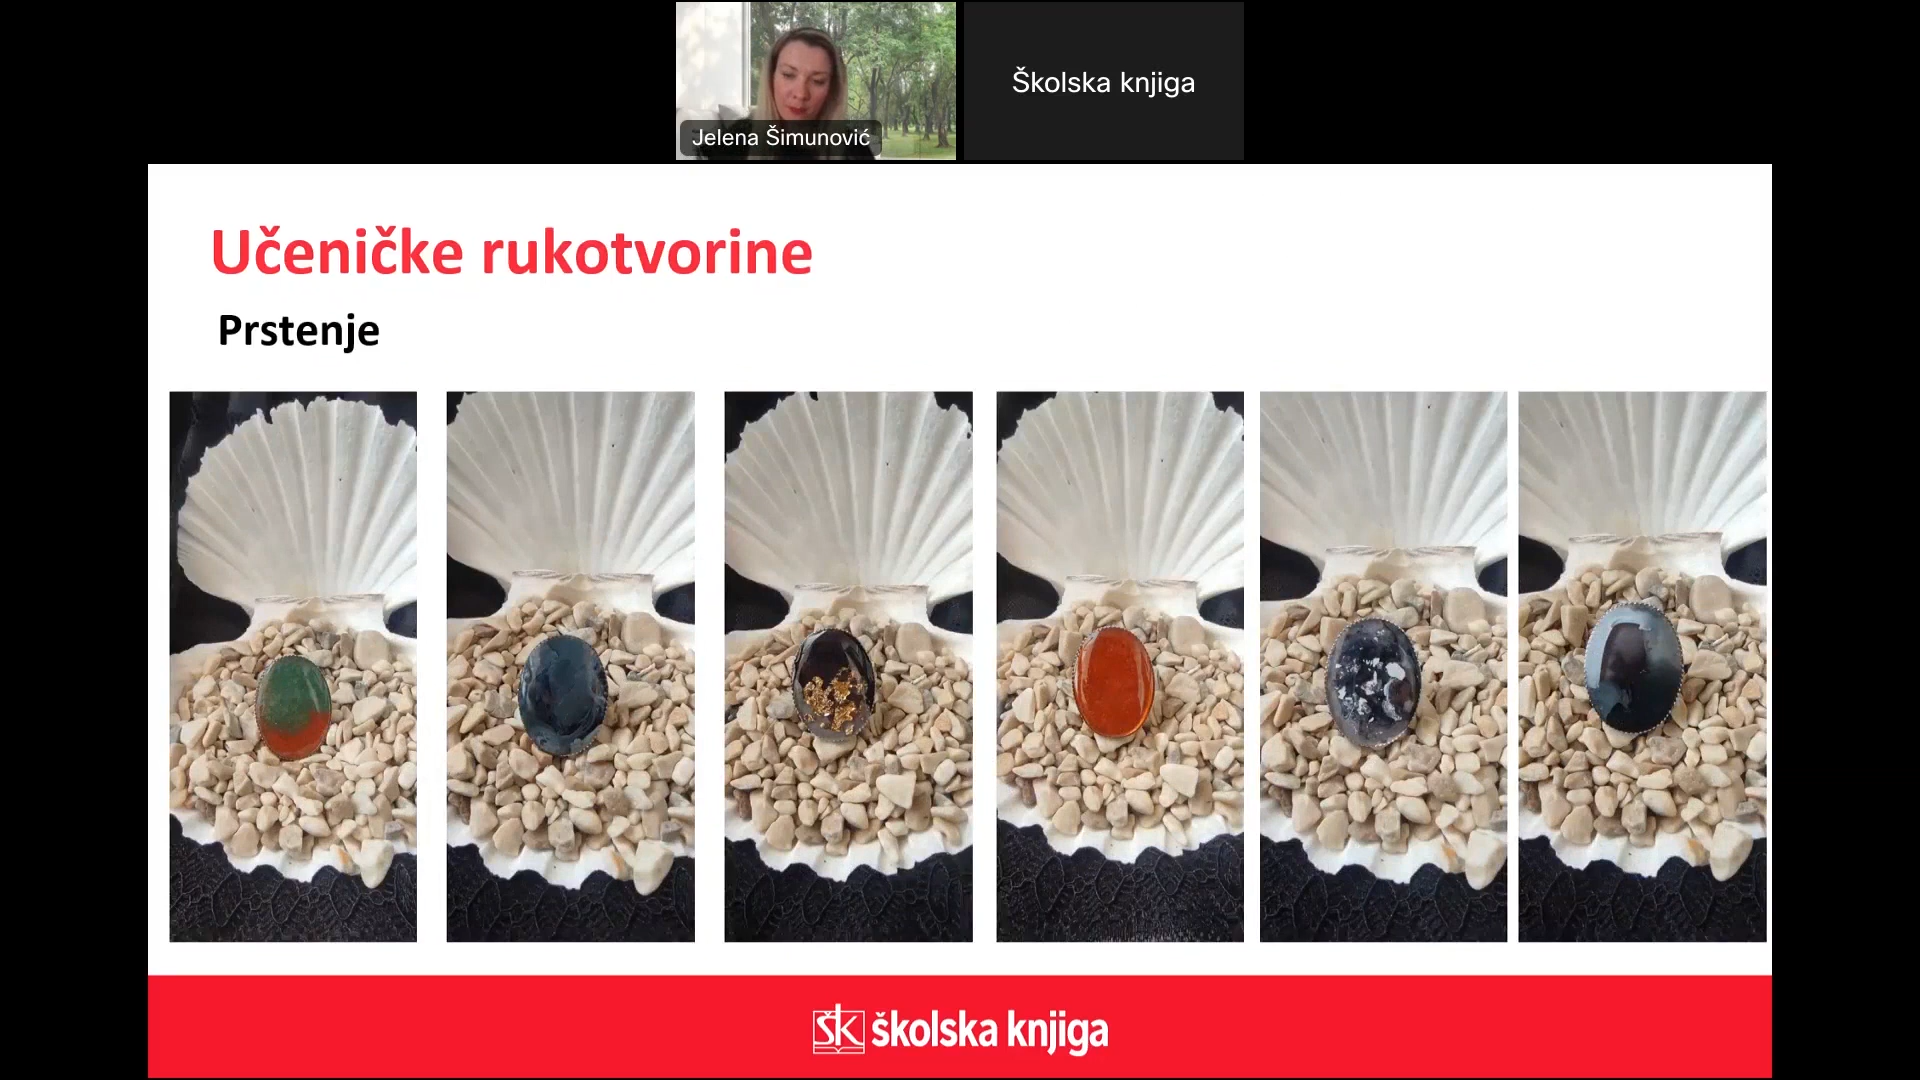 Jelena Šimunović
Školska knjiga
Učeničke rukotvorine
Prstenje
ŠK školska knjiga